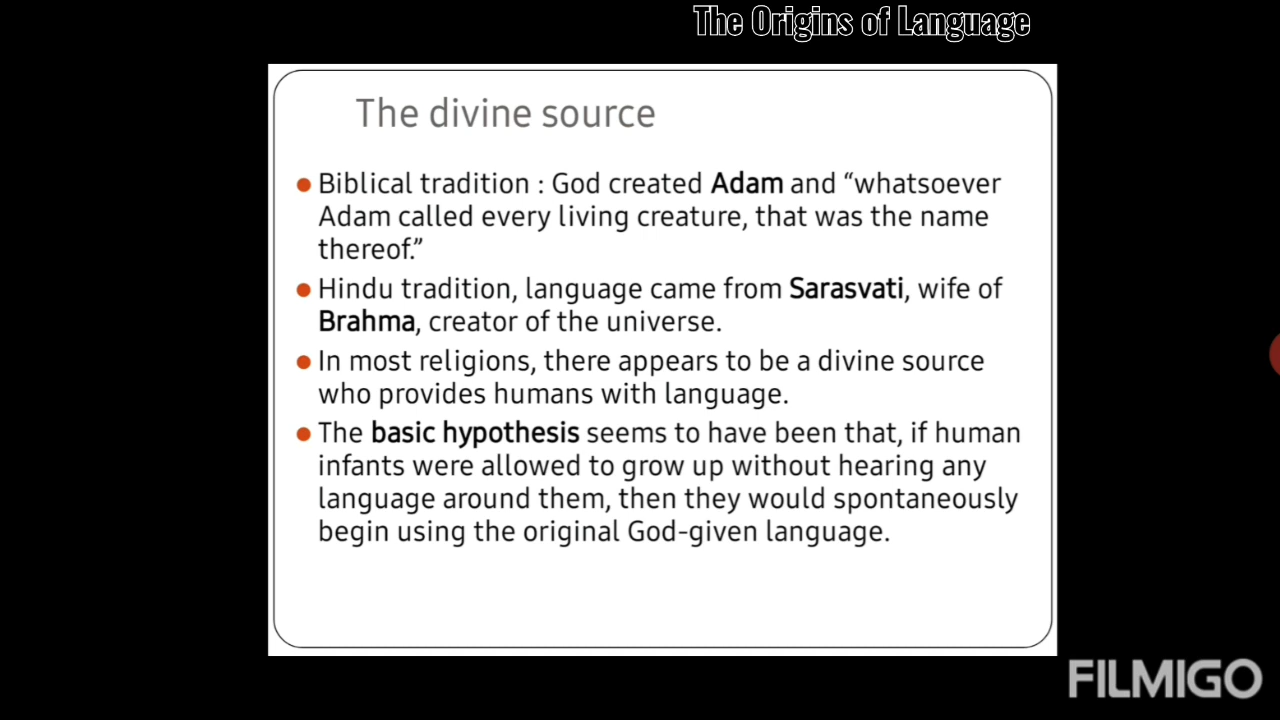 The Origins of Language
The divine source
● Biblical tradition : God created Adam and “whatsoever
Adam called every living creature, that was the name
thereof.”
● Hindu tradition, language came from Sarasvati, wife of
Brahma, creator of the universe.
● In most religions, there appears to be a divine source
who provides humans with language.
● The basic hypothesis seems to have been that, if human
infants were allowed to grow up without hearing any
language around them, then they would spontaneously
begin using the original God-given language.
FILMIGO